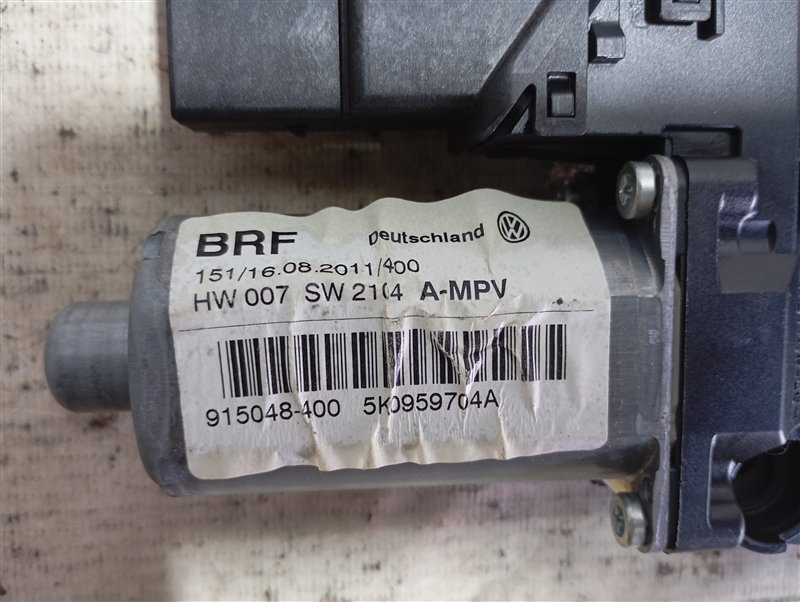 BRF Deutschland
151/16.08.2011/400
HW 007 SW 2104 A-MPV
915048-400 5K0959704A